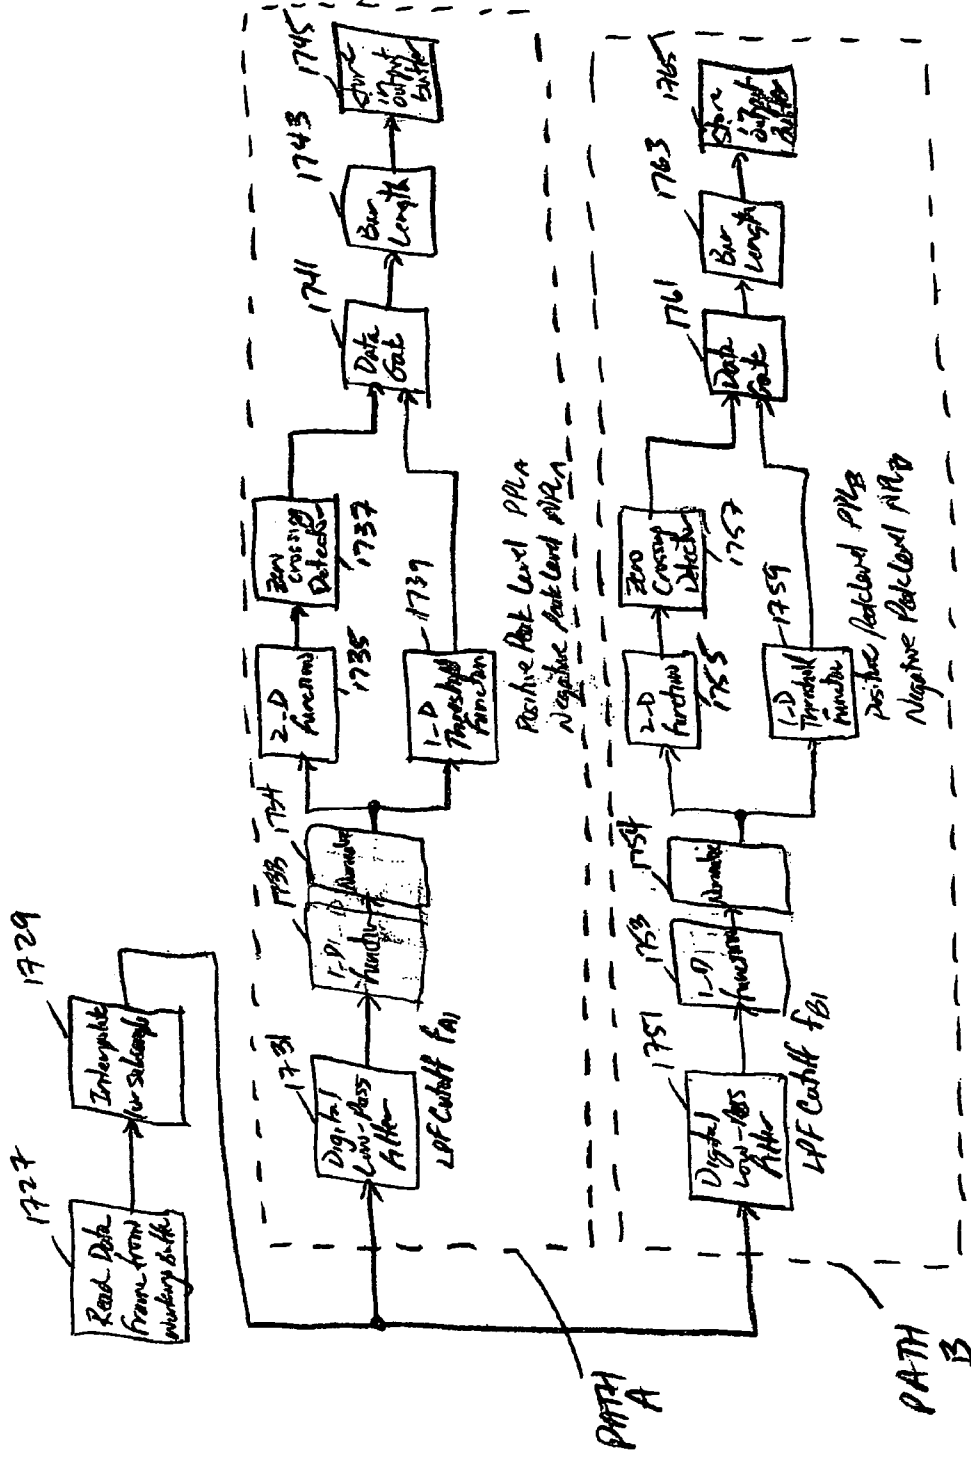 1727
Read Data
Frame from
Working Buffer
1729
Interpolate
/or subsample
1731
Digital
Low-Pass
Filter
LPF Cutoff fA1
1733
1-D
Function
1734
1735
2-D
Function
1737
Zero
Crossing
Detector
1739
1-D
Threshold
Function
Positive Peak Level PPLA
Negative Peak Level NPLA
1741
Data
Gate
1743
Bar
Length
1745
Store
in
output
buffer
PATH
A
1751
Digital
Low-Pass
Filter
LPF Cutoff fB1
1753
1-D
Function
1754
1755
2-D
Function
1757
Zero
Crossing
Detector
1759
1-D
Threshold
Function
Positive Peak Level PPLB
Negative Peak Level NPLB
1761
Data
Gate
1763
Bar
Length
1765
Store
in
output
buffer
PATH
B